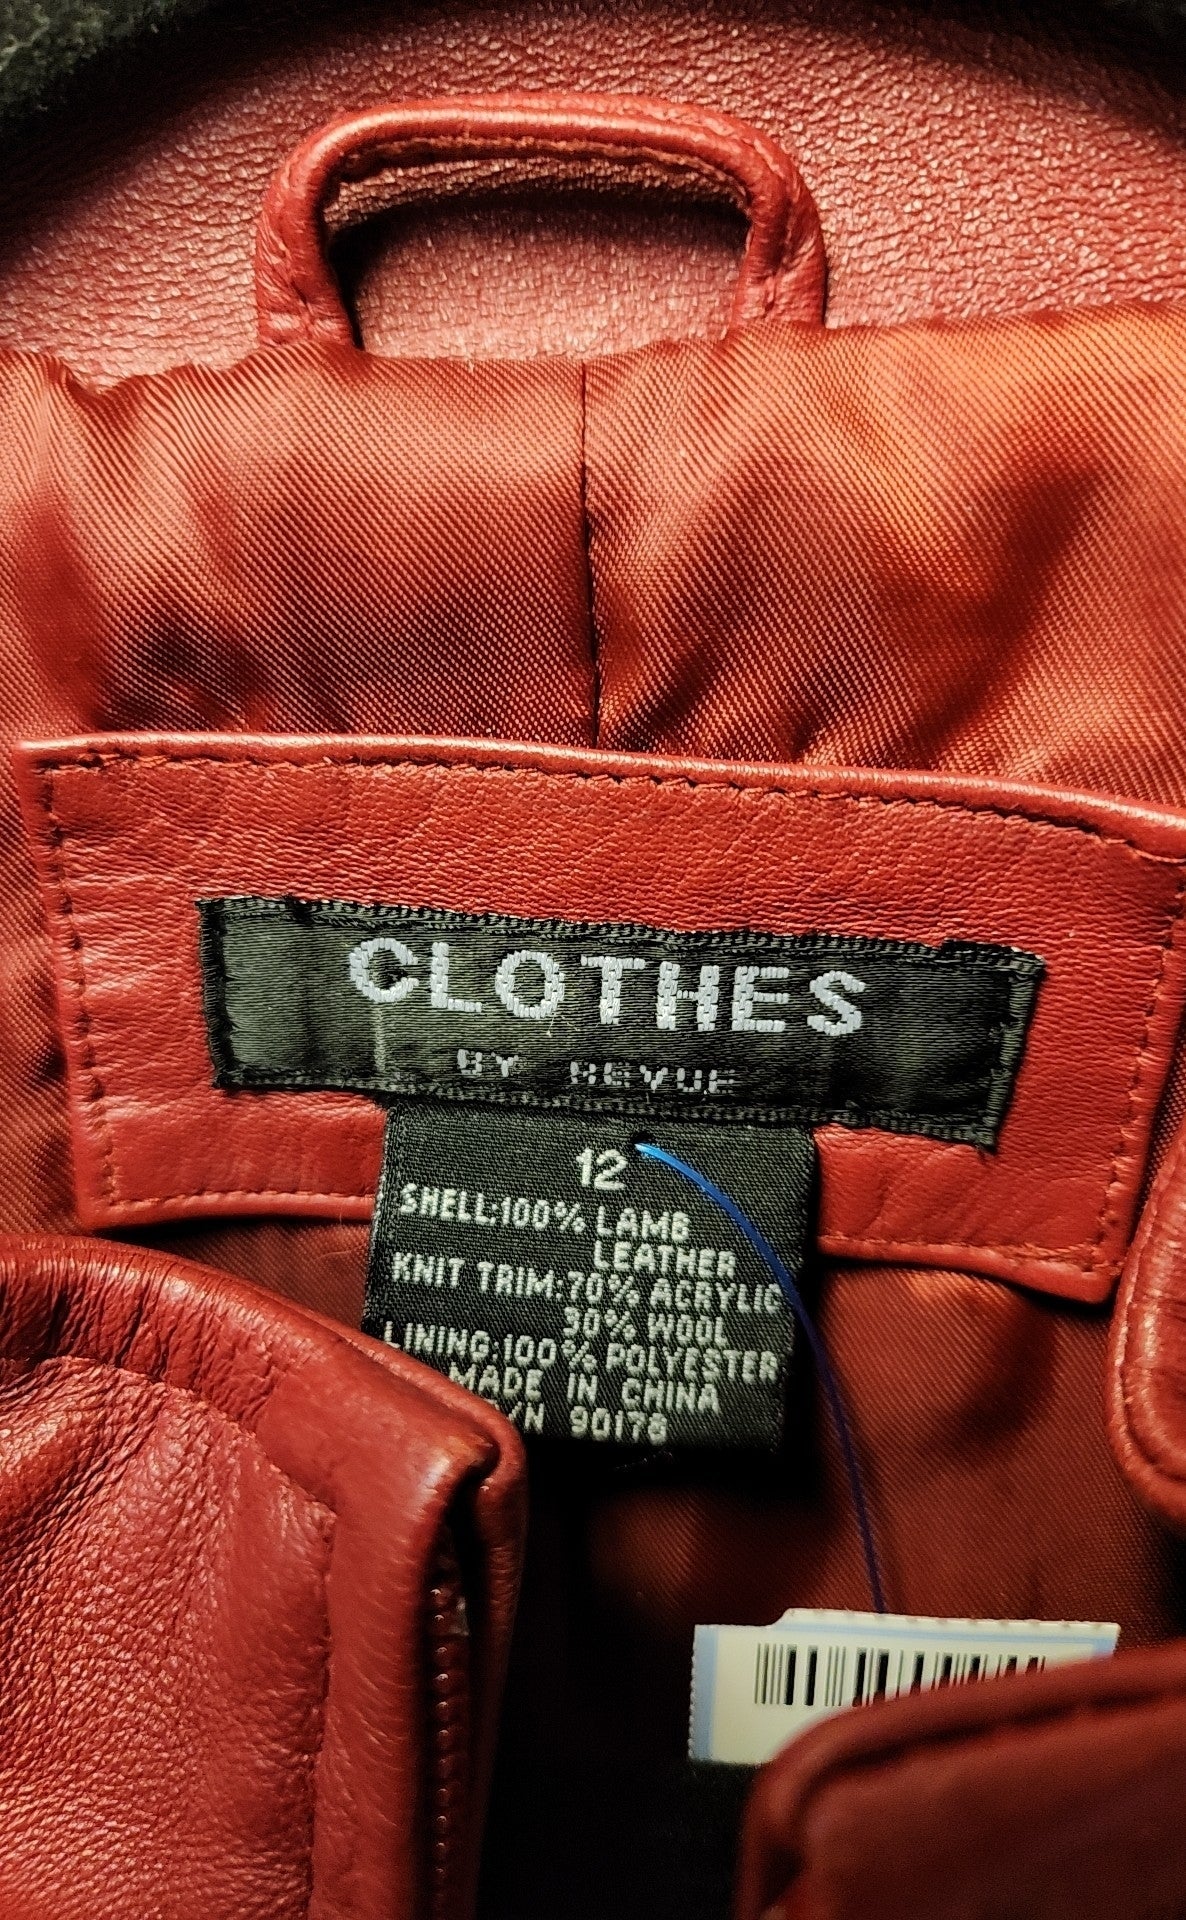 CLOTHES
BY REVUE
12
SHELL:100% LAMB
LEATHER
KNIT TRIM:70% ACRYLIC
30% WOOL
LINING:100% POLYESTER
MADE IN CHINA
90178